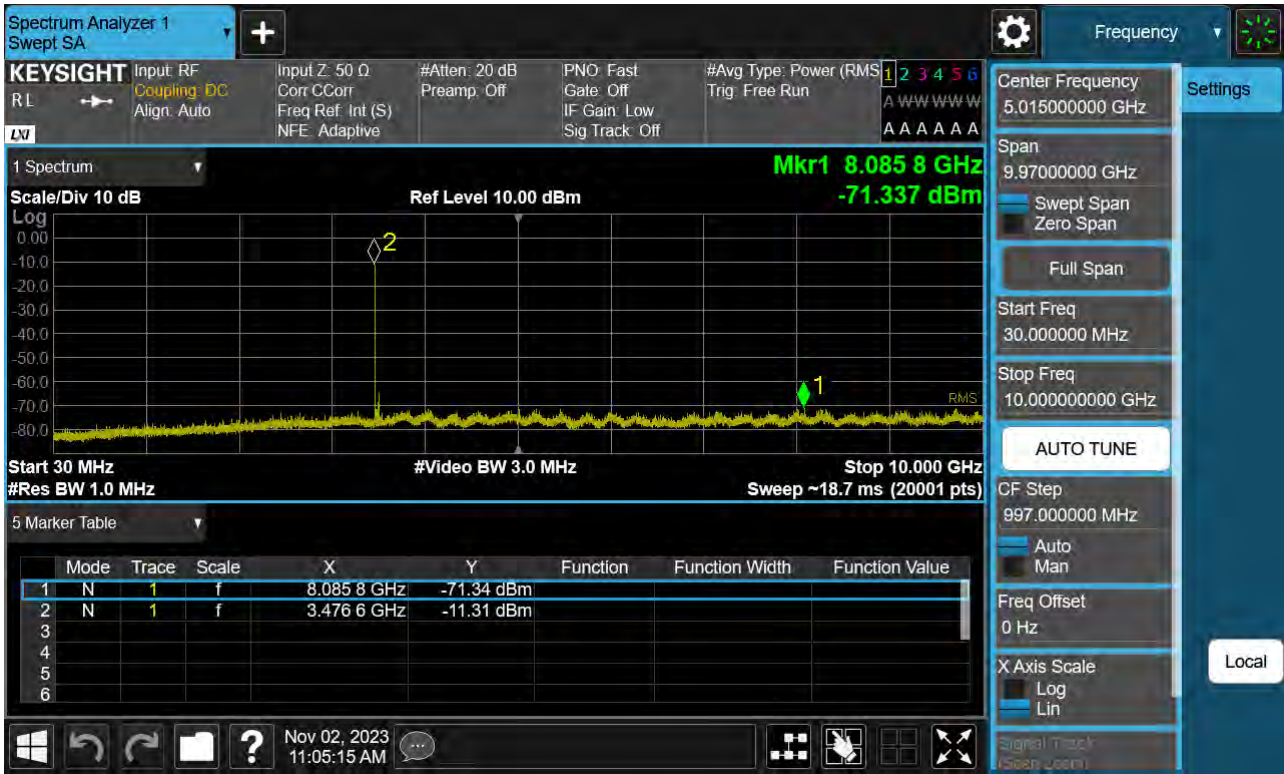 Spectrum Analyzer 1
Swept SA
+
Frequency
KEYSIGHT
RL
LXI
Input: RF
Coupling: DC
Align: Auto
Input Z: 50 Ω
Corr CCorr
Freq Ref: Int (S)
NFE: Adaptive
#Atten: 20 dB
Preamp: Off
PNO: Fast
Gate: Off
IF Gain: Low
Sig Track: Off
#Avg Type: Power (RMS
Trig: Free Run
1 2 3 4 5 6
A W W W W W
A A A A A A
1 Spectrum
Mkr1 8.085 8 GHz
Scale/Div 10 dB
Ref Level 10.00 dBm
-71.337 dBm
Log
0.00
-10.0
-20.0
-30.0
-40.0
-50.0
-60.0
-70.0
-80.0
2
1
RMS
Start 30 MHz
#Video BW 3.0 MHz
Stop 10.000 GHz
#Res BW 1.0 MHz
Sweep ~18.7 ms (20001 pts)
5 Marker Table
Mode Trace Scale X Y Function Function Width Function Value
1 N 1 f 8.085 8 GHz -71.34 dBm
2 N 1 f 3.476 6 GHz -11.31 dBm
3
4
5
6
Nov 02, 2023
11:05:15 AM
?
Center Frequency
5.015000000 GHz
Settings
Span
9.97000000 GHz
Swept Span
Zero Span
Full Span
Start Freq
30.000000 MHz
Stop Freq
10.000000000 GHz
AUTO TUNE
CF Step
997.000000 MHz
Auto
Man
Freq Offset
0 Hz
X Axis Scale
Log
Lin
Local
Signal Track
(Span Zoom)